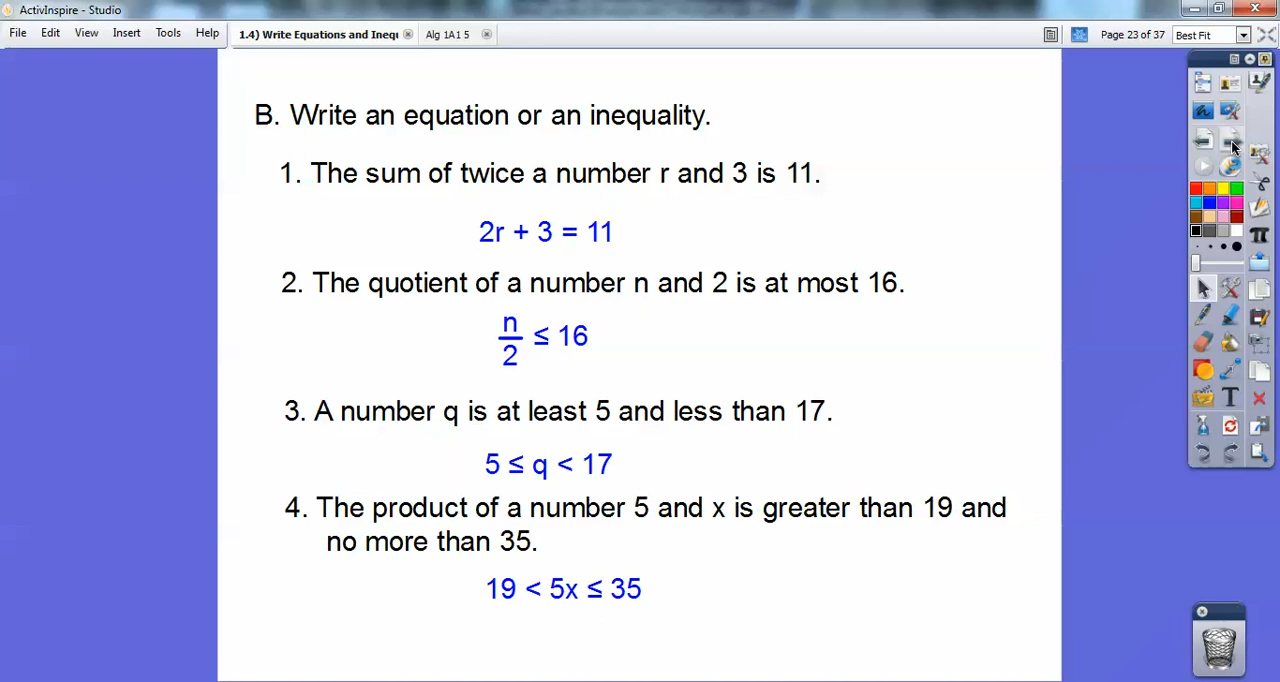 ActivInspire - Studio
File Edit View Insert Tools Help 1.4) Write Equations and Inequ Alg 1A1 5 Page 23 of 37 Best Fit
B. Write an equation or an inequality.
1. The sum of twice a number r and 3 is 11.
2r + 3 = 11
2. The quotient of a number n and 2 is at most 16.
n/2 ≤ 16
3. A number q is at least 5 and less than 17.
5 ≤ q < 17
4. The product of a number 5 and x is greater than 19 and
no more than 35.
19 < 5x ≤ 35